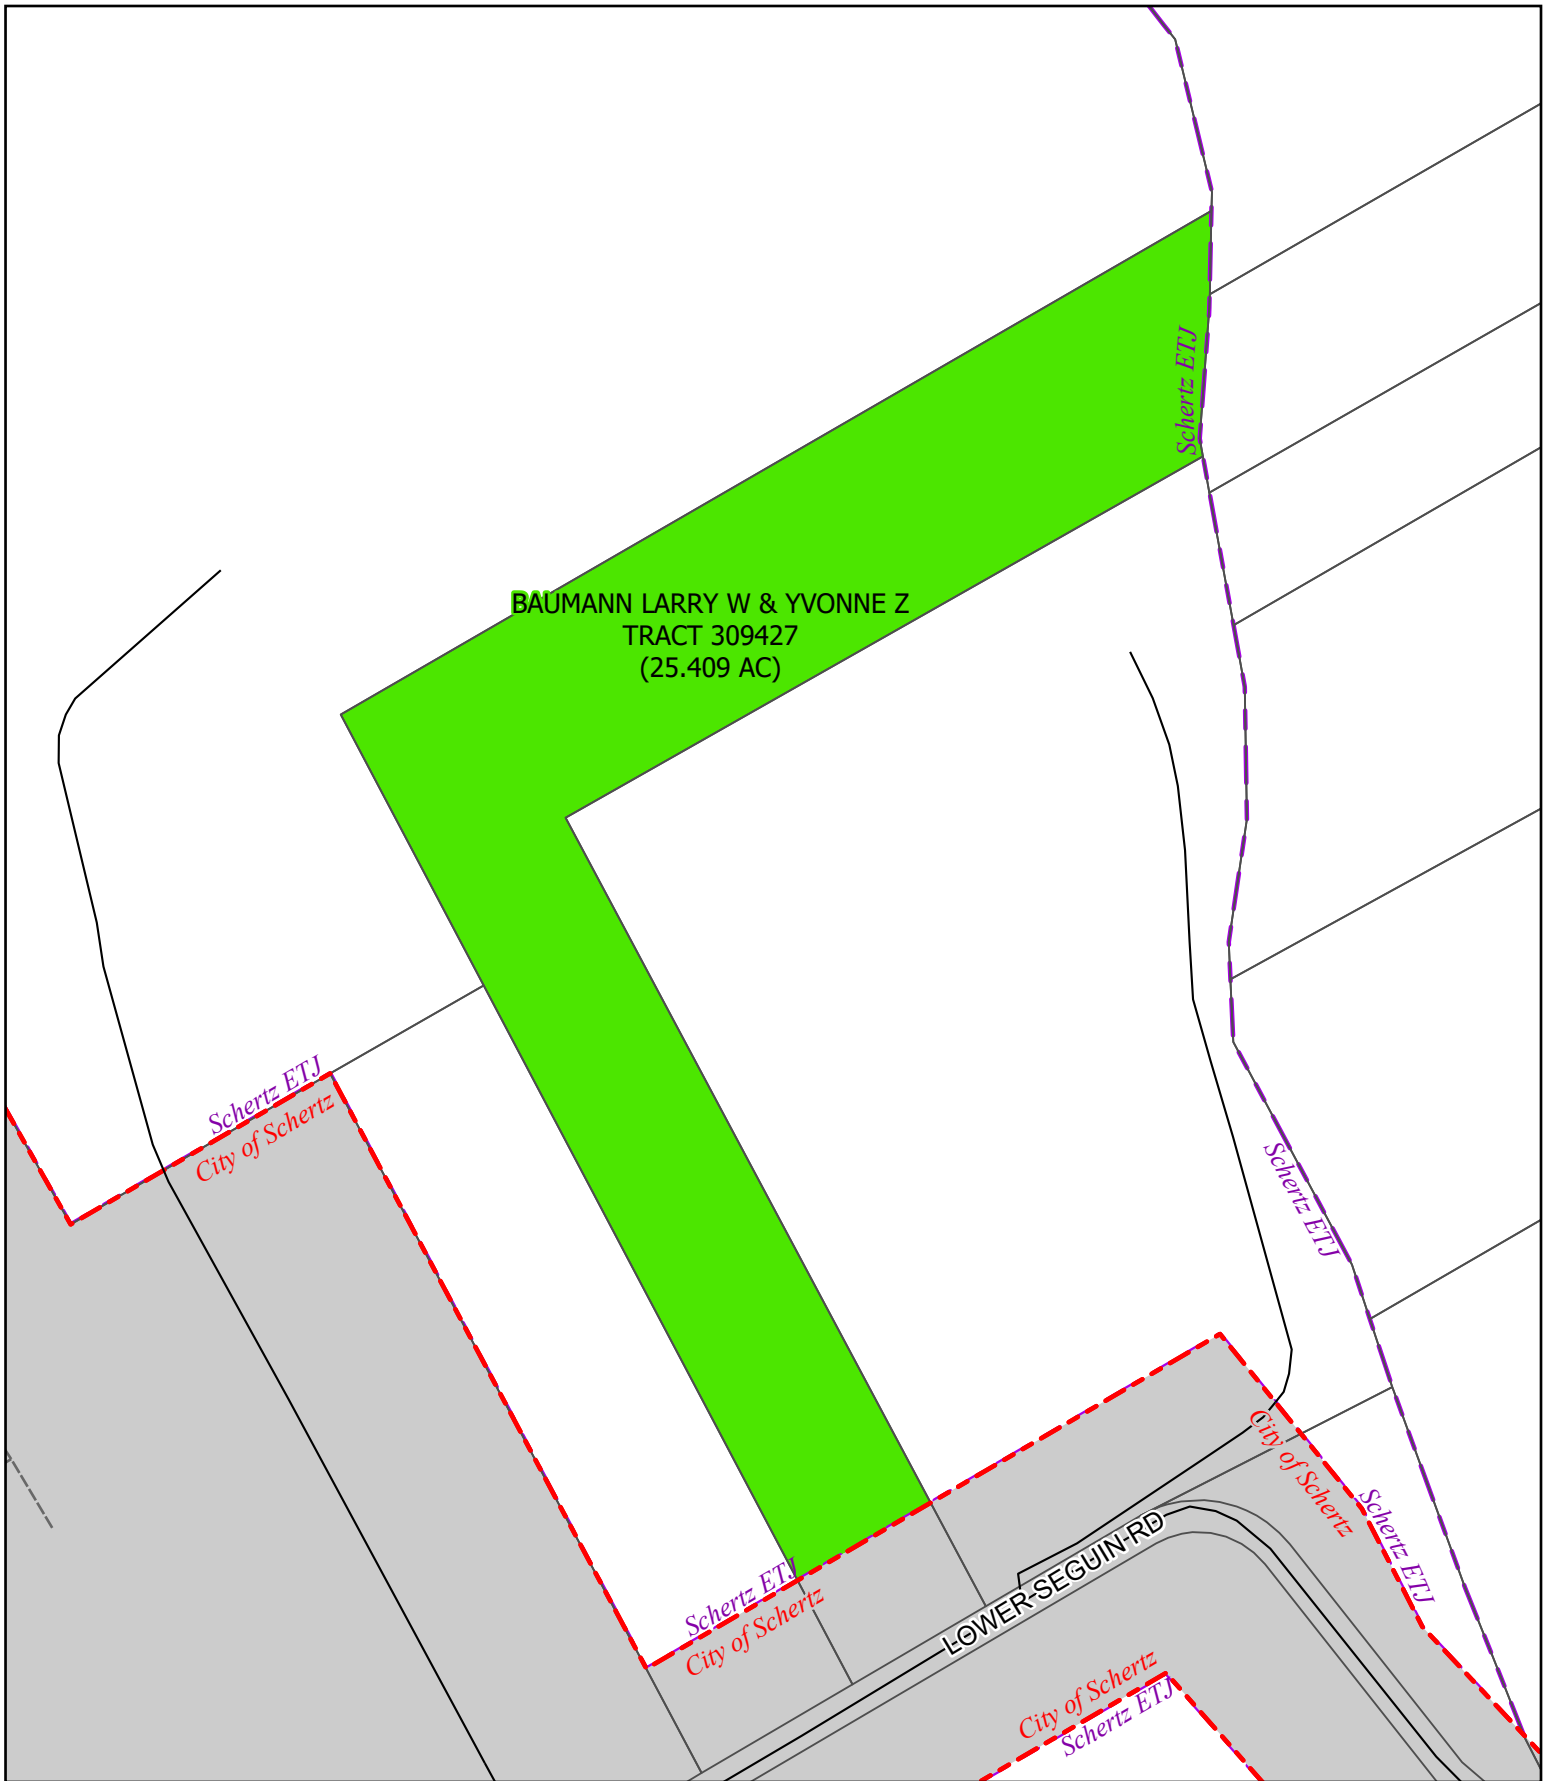 Schertz ETJ
BAUMANN LARRY W & YVONNE Z
TRACT 309427
(25.409 AC)
Schertz ETJ
City of Schertz
Schertz ETJ
City of Schertz
Schertz ETJ
LOWER SEGUIN RD
Schertz ETJ
City of Schertz
City of Schertz
Schertz ETJ